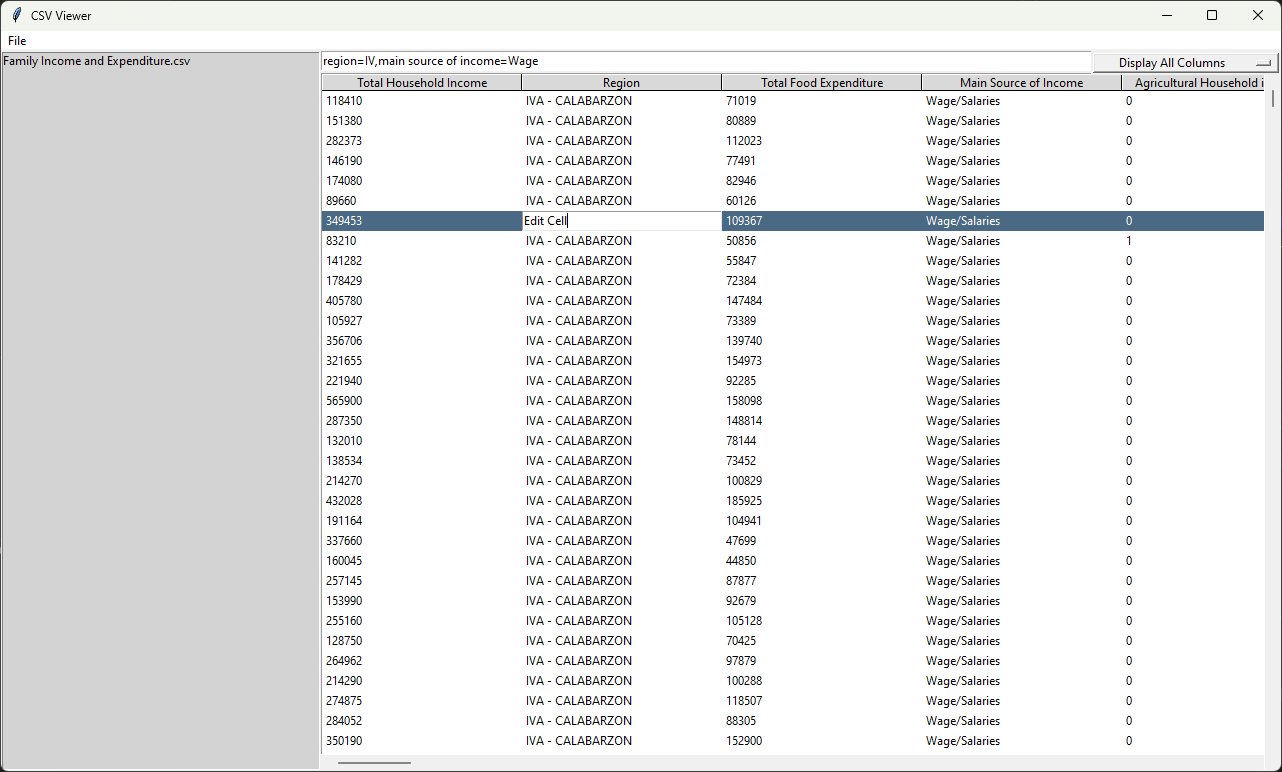 CSV Viewer
File
Family Income and Expenditure.csv
region=IV,main source of income=Wage
Display All Columns
Total Household Income Region Total Food Expenditure Main Source of Income Agricultural Household i
118410 IVA - CALABARZON 71019 Wage/Salaries 0
151380 IVA - CALABARZON 80889 Wage/Salaries 0
282373 IVA - CALABARZON 112023 Wage/Salaries 0
146190 IVA - CALABARZON 77491 Wage/Salaries 0
174080 IVA - CALABARZON 82946 Wage/Salaries 0
89660 IVA - CALABARZON 60126 Wage/Salaries 0
349453 Edit Cell 109367 Wage/Salaries 0
83210 IVA - CALABARZON 50856 Wage/Salaries 1
141282 IVA - CALABARZON 55847 Wage/Salaries 0
178429 IVA - CALABARZON 72384 Wage/Salaries 0
405780 IVA - CALABARZON 147484 Wage/Salaries 0
105927 IVA - CALABARZON 73389 Wage/Salaries 0
356706 IVA - CALABARZON 139740 Wage/Salaries 0
321655 IVA - CALABARZON 154973 Wage/Salaries 0
221940 IVA - CALABARZON 92285 Wage/Salaries 0
565900 IVA - CALABARZON 158098 Wage/Salaries 0
287350 IVA - CALABARZON 148814 Wage/Salaries 0
132010 IVA - CALABARZON 78144 Wage/Salaries 0
138534 IVA - CALABARZON 73452 Wage/Salaries 0
214270 IVA - CALABARZON 100829 Wage/Salaries 0
432028 IVA - CALABARZON 185925 Wage/Salaries 0
191164 IVA - CALABARZON 104941 Wage/Salaries 0
337660 IVA - CALABARZON 47699 Wage/Salaries 0
160045 IVA - CALABARZON 44850 Wage/Salaries 0
257145 IVA - CALABARZON 87877 Wage/Salaries 0
153990 IVA - CALABARZON 92679 Wage/Salaries 0
255160 IVA - CALABARZON 105128 Wage/Salaries 0
128750 IVA - CALABARZON 70425 Wage/Salaries 0
264962 IVA - CALABARZON 97879 Wage/Salaries 0
214290 IVA - CALABARZON 100288 Wage/Salaries 0
274875 IVA - CALABARZON 118507 Wage/Salaries 0
284052 IVA - CALABARZON 88305 Wage/Salaries 0
350190 IVA - CALABARZON 152900 Wage/Salaries 0